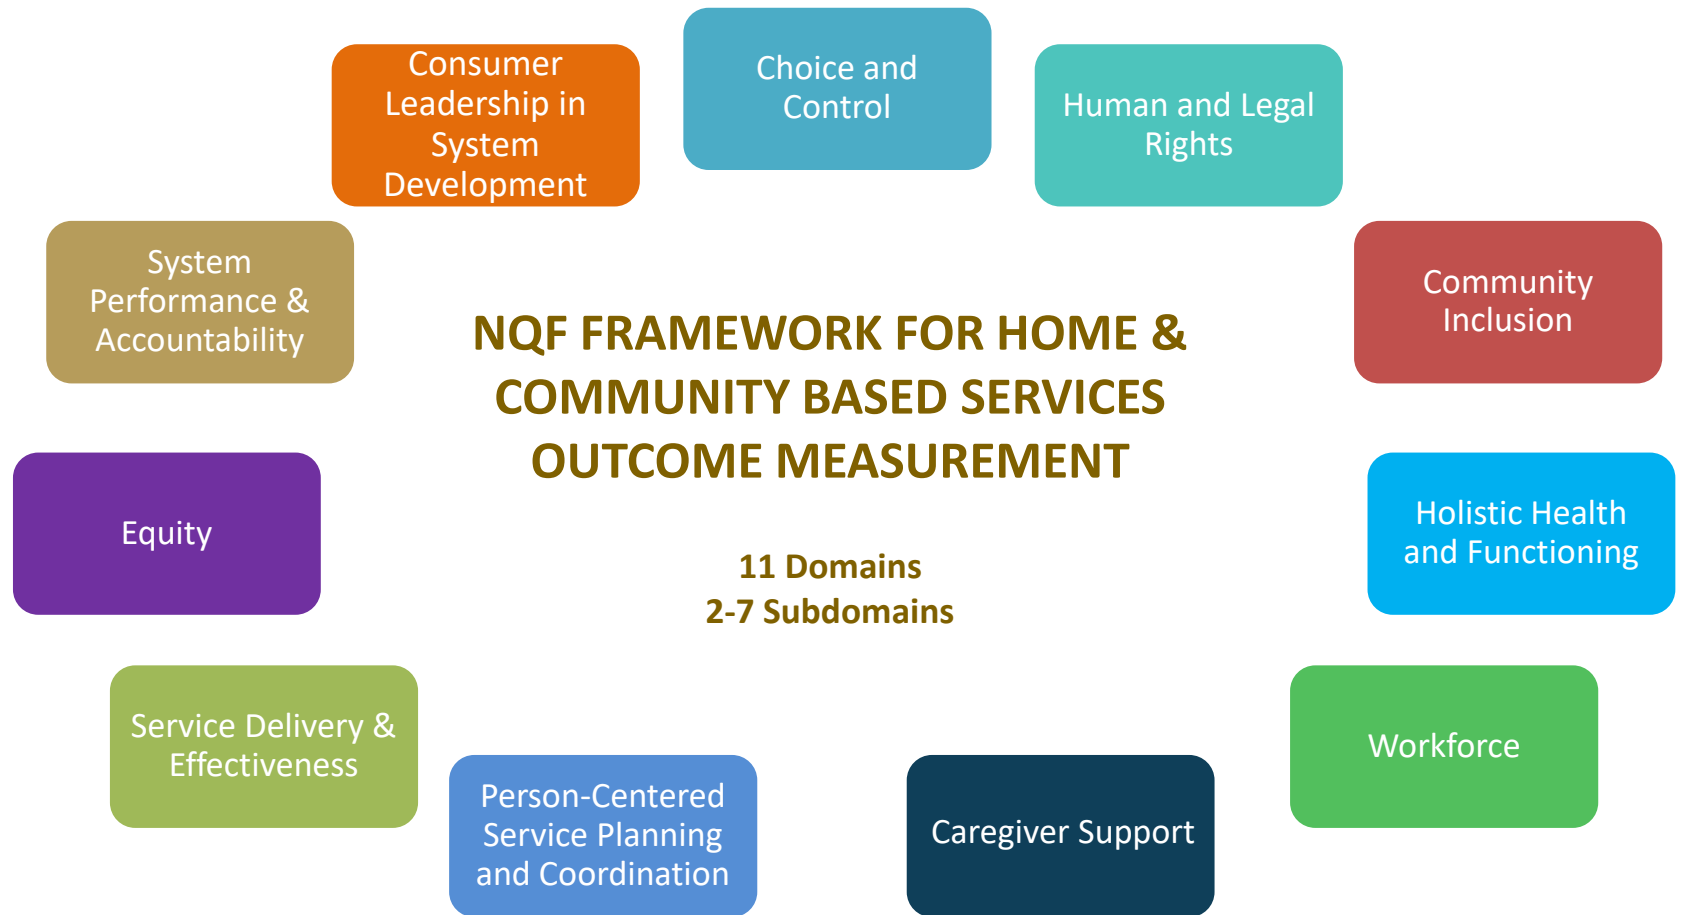 Consumer
Leadership in
System
Development
Choice and
Control
Human and Legal
Rights
System
Performance &
Accountability
Community
Inclusion
NQF FRAMEWORK FOR HOME &
COMMUNITY BASED SERVICES
OUTCOME MEASUREMENT
Equity
Holistic Health
and Functioning
11 Domains
2-7 Subdomains
Service Delivery &
Effectiveness
Workforce
Person-Centered
Service Planning
and Coordination
Caregiver Support